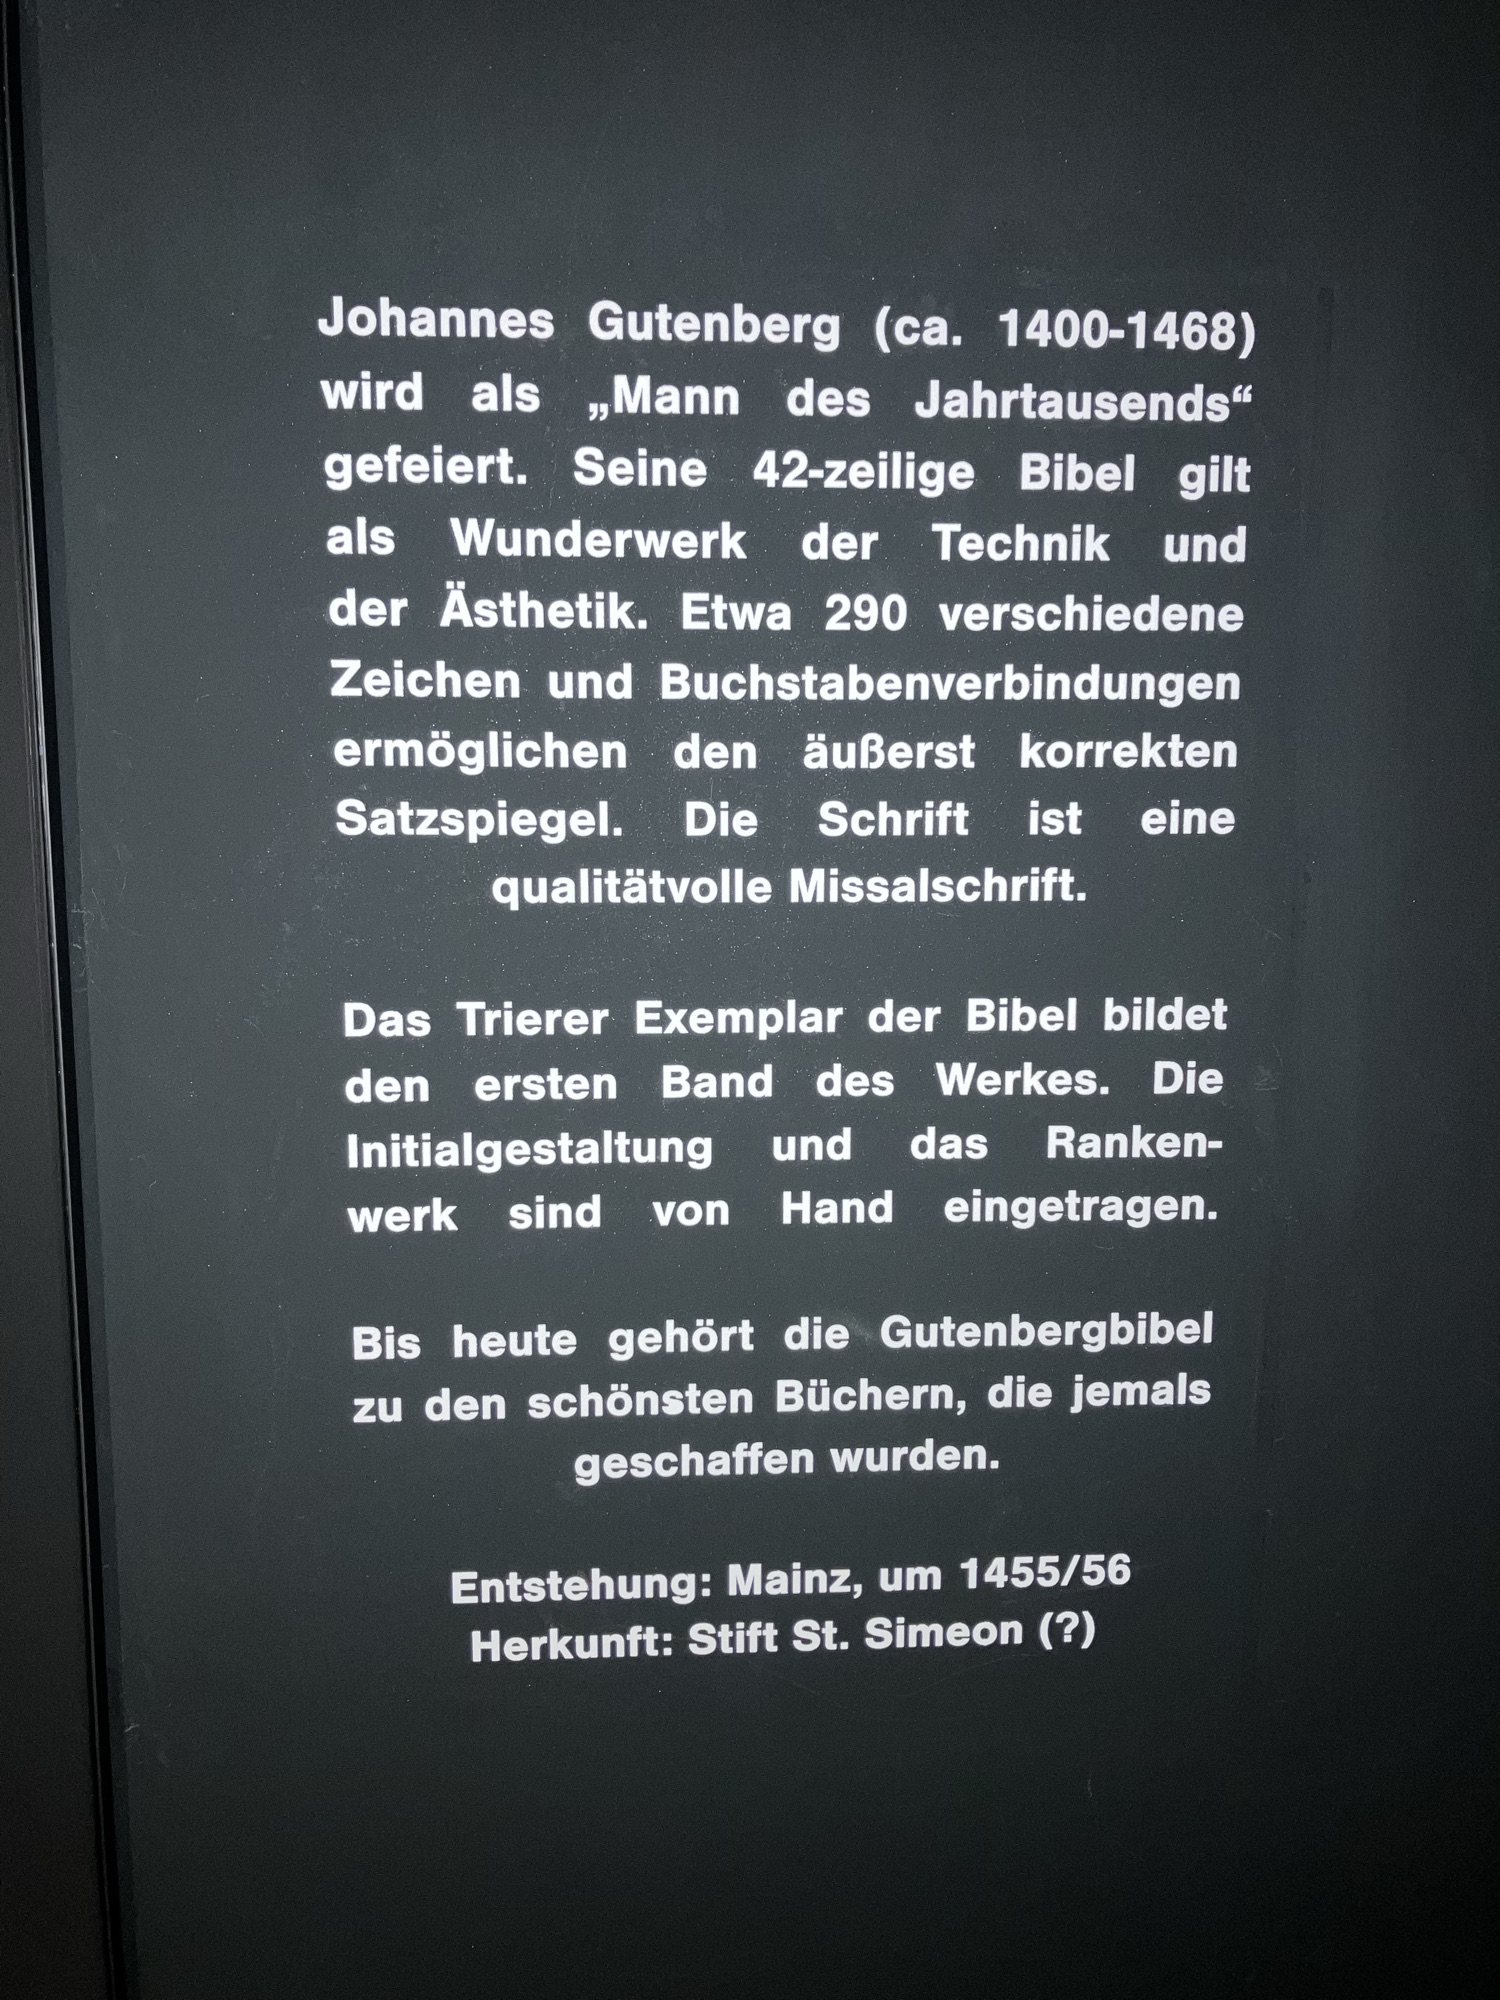 Johannes Gutenberg (ca. 1400-1468)
wird als „Mann des Jahrtausends“
gefeiert. Seine 42-zeilige Bibel gilt
als Wunderwerk der Technik und
der Ästhetik. Etwa 290 verschiedene
Zeichen und Buchstabenverbindungen
ermöglichen den äußerst korrekten
Satzspiegel. Die Schrift ist eine
qualitätvolle Missalschrift.
Das Trierer Exemplar der Bibel bildet
den ersten Band des Werkes. Die
Initialgestaltung und das Ranken-
werk sind von Hand eingetragen.
Bis heute gehört die Gutenbergbibel
zu den schönsten Büchern, die jemals
geschaffen wurden.
Entstehung: Mainz, um 1455/56
Herkunft: Stift St. Simeon (?)